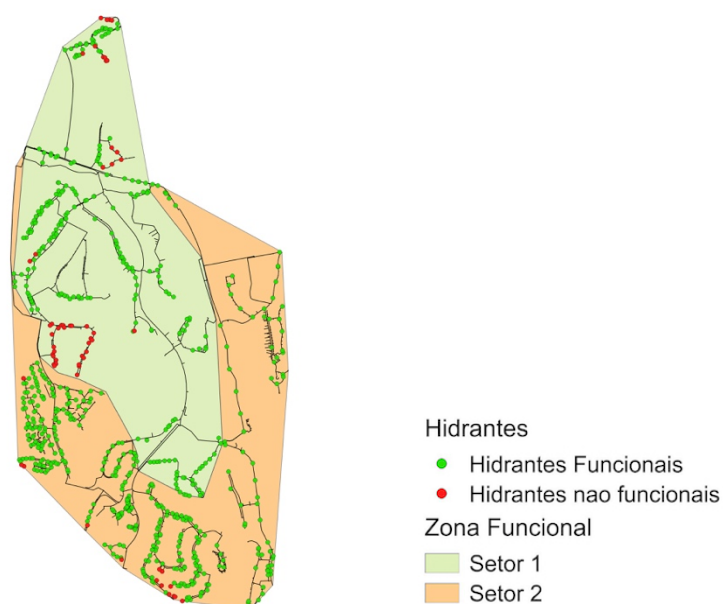 Hidrantes
Hidrantes Funcionais
Hidrantes nao funcionais
Zona Funcional
Setor 1
Setor 2